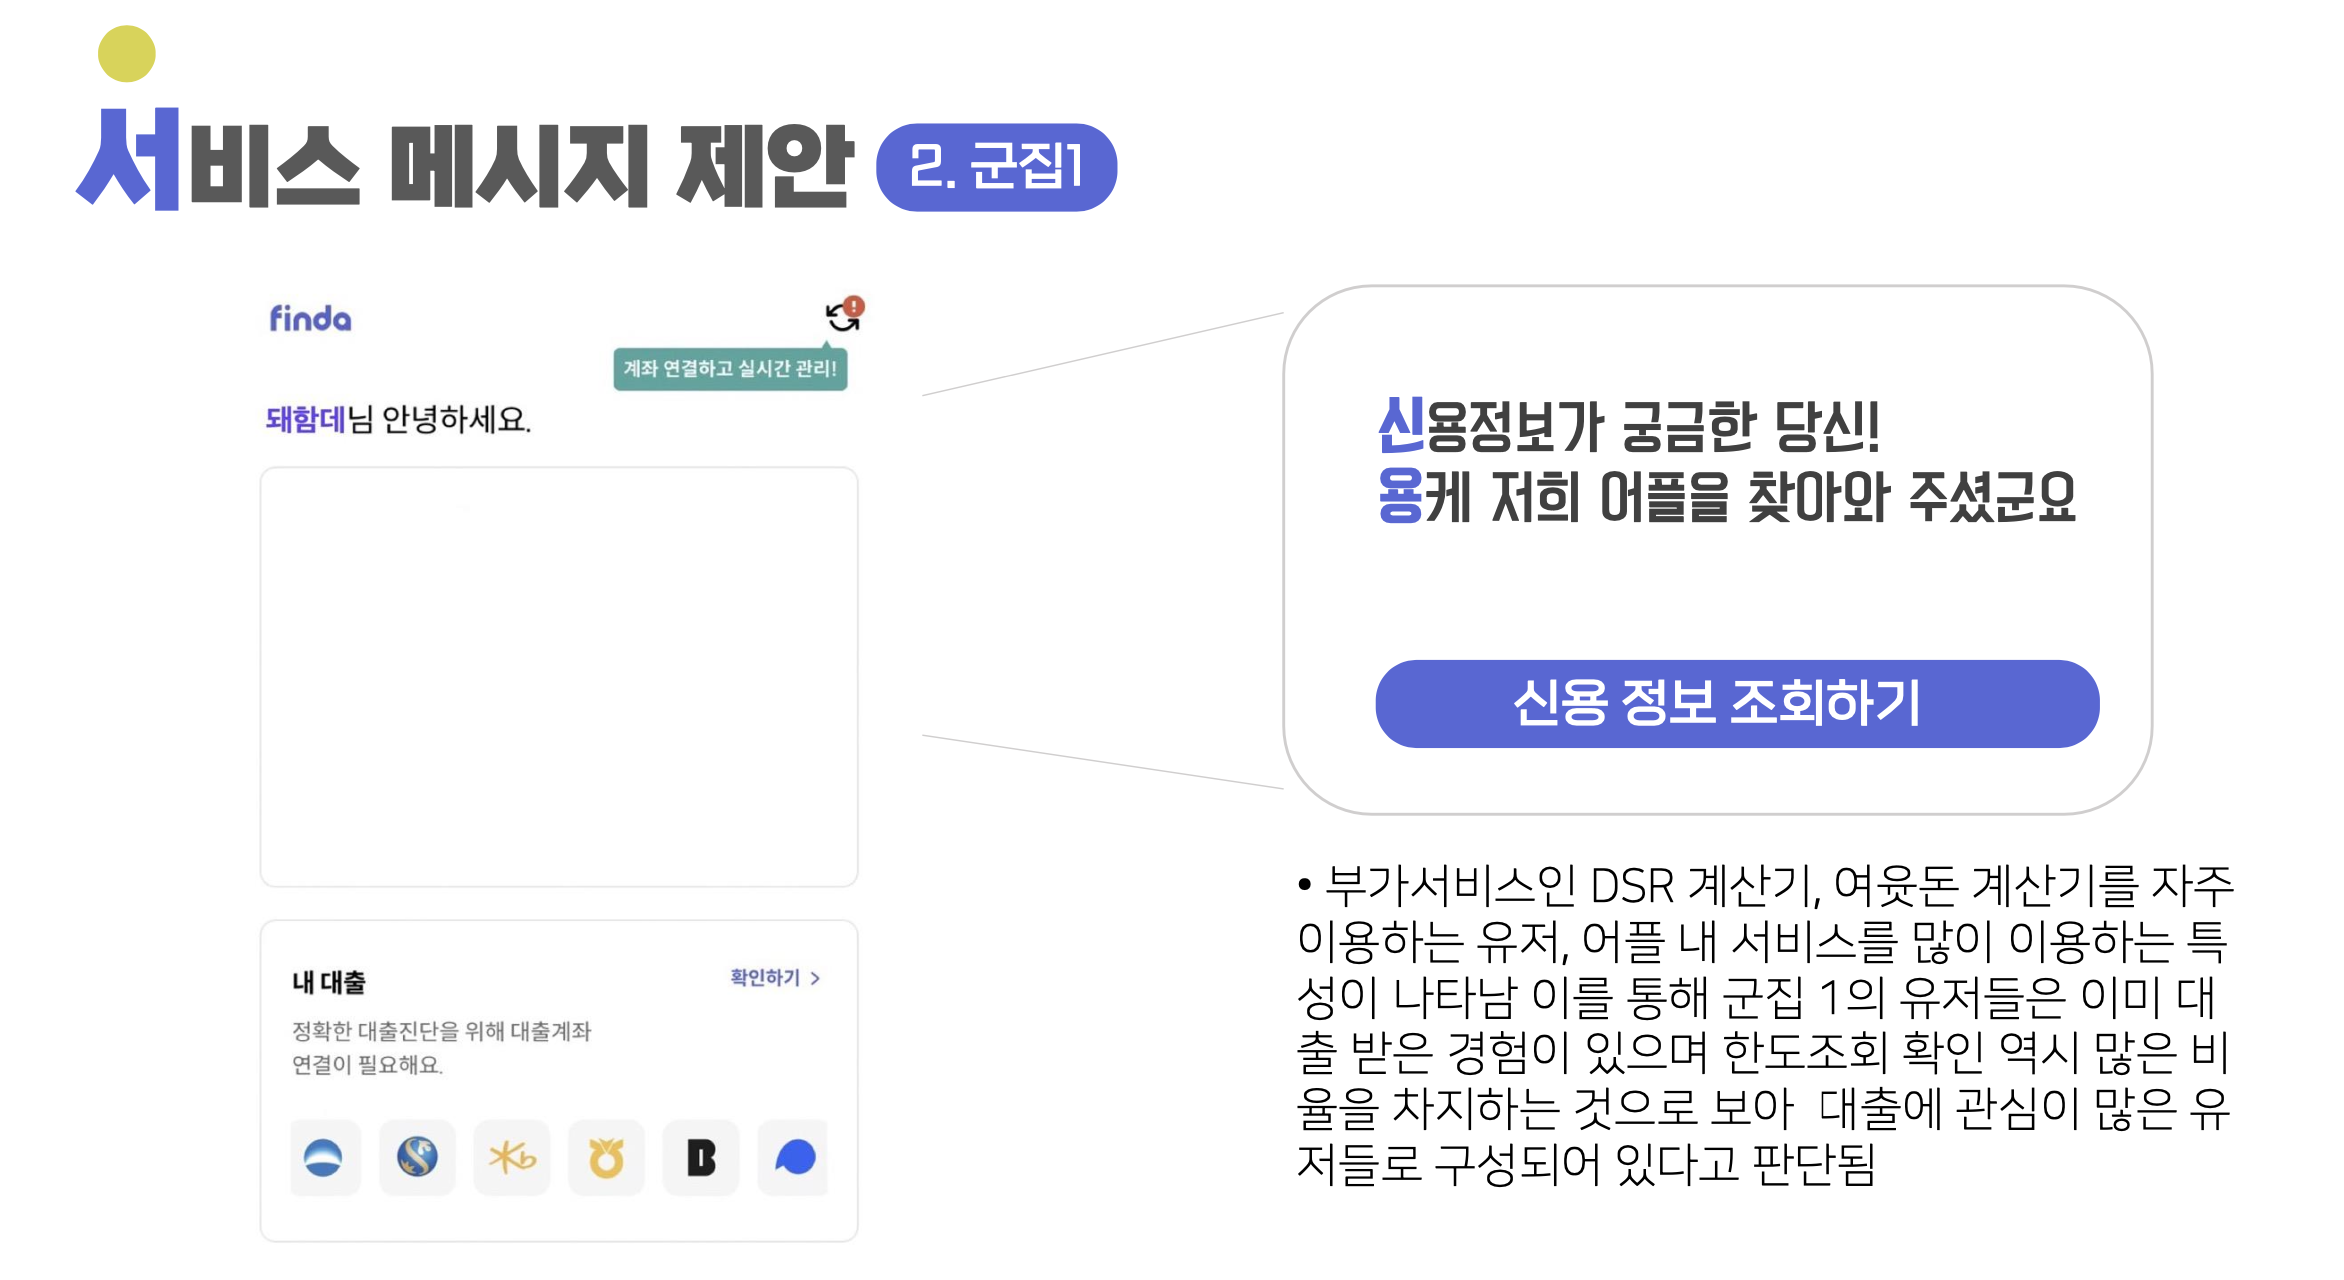 서비스 메시지 제안 2. 군집1
finda
계좌 연결하고 실시간 관리!
돼함데님 안녕하세요.
신용정보가 궁금한 당신!
용케 저희 어플을 찾아와 주셨군요
신용 정보 조회하기
내 대출 확인하기 >
정확한 대출진단을 위해 대출계좌
연결이 필요해요.
B
• 부가서비스인 DSR 계산기, 여윳돈 계산기를 자주
이용하는 유저, 어플 내 서비스를 많이 이용하는 특
성이 나타남 이를 통해 군집 1의 유저들은 이미 대
출 받은 경험이 있으며 한도조회 확인 역시 많은 비
율을 차지하는 것으로 보아 대출에 관심이 많은 유
저들로 구성되어 있다고 판단됨